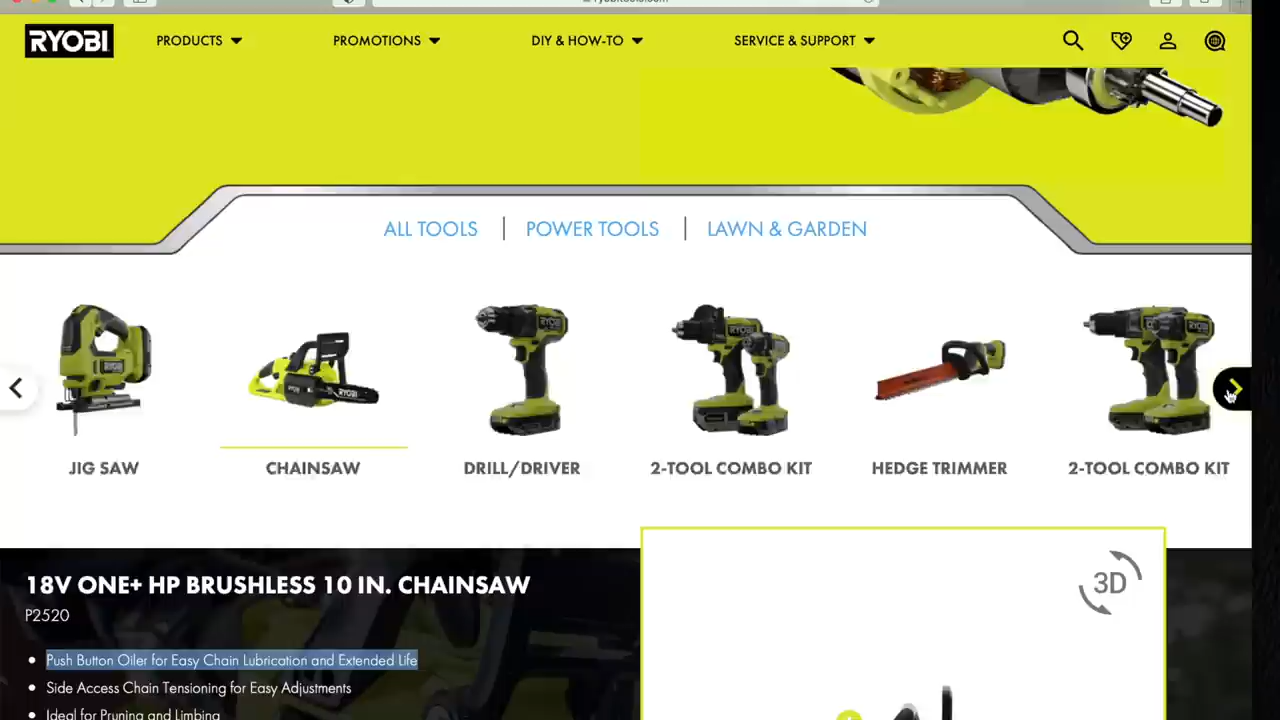 RYOBI
PRODUCTS
PROMOTIONS
DIY & HOW-TO
SERVICE & SUPPORT
ALL TOOLS | POWER TOOLS | LAWN & GARDEN
JIG SAW
CHAINSAW
DRILL/DRIVER
2-TOOL COMBO KIT
HEDGE TRIMMER
2-TOOL COMBO KIT
18V ONE+ HP BRUSHLESS 10 IN. CHAINSAW
P2520
Push Button Oiler for Easy Chain Lubrication and Extended Life
Side Access Chain Tensioning for Easy Adjustments
Ideal for Pruning and Limbing
3D